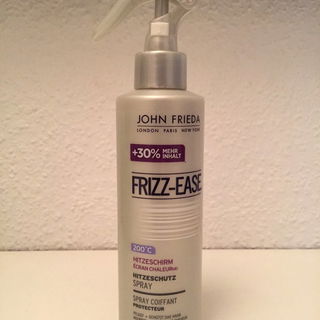 JOHN FRIEDA
LONDON PARIS NEW YORK
+30% MEHR
INHALT
FRIZZ-EASE
200°C
HITZESCHIRM
ÉCRAN CHALEUR
HITZESCHUTZ
SPRAY
SPRAY COIFFANT
PROTECTEUR